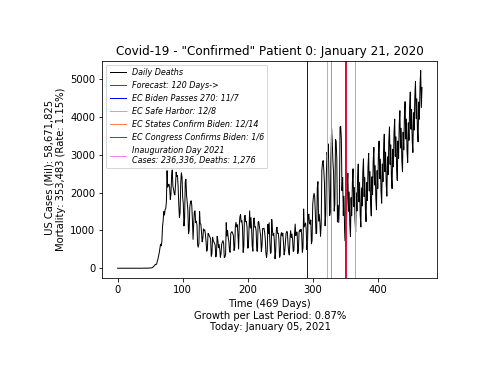 Covid-19 - "Confirmed" Patient 0: January 21, 2020
Daily Deaths
Forecast: 120 Days->
EC Biden Passes 270: 11/7
EC Safe Harbor: 12/8
EC States Confirm Biden: 12/14
EC Congress Confirms Biden: 1/6
Inauguration Day 2021
Cases: 236,336, Deaths: 1,276
US Cases (Mil): 58,671,825
Mortality: 353,483 (Rate: 1.15%)
5000
4000
3000
2000
1000
0
0
100
200
300
400
Time (469 Days)
Growth per Last Period: 0.87%
Today: January 05, 2021